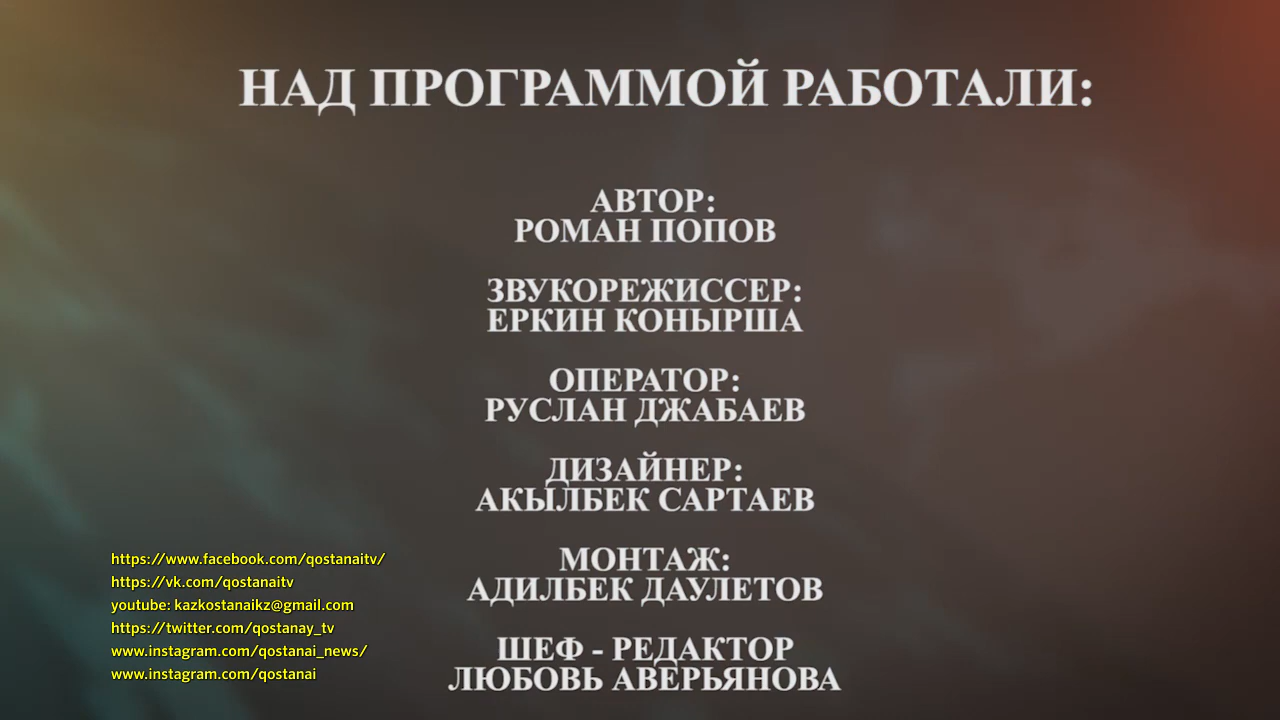 НАД ПРОГРАММОЙ РАБОТАЛИ:
АВТОР:
РОМАН ПОПОВ
ЗВУКОРЕЖИССЕР:
ЕРКИН КОНЫРША
ОПЕРАТОР:
РУСЛАН ДЖАБАЕВ
ДИЗАЙНЕР:
АКЫЛБЕК САРТАЕВ
МОНТАЖ:
АДИЛБЕК ДАУЛЕТОВ
ШЕФ - РЕДАКТОР
ЛЮБОВЬ АВЕРЬЯНОВА
https://www.facebook.com/qostanaitv/
https://vk.com/qostanaitv
youtube: kazkostanaikz@gmail.com
https://twitter.com/qostanay_tv
www.instagram.com/qostanai_news/
www.instagram.com/qostanai